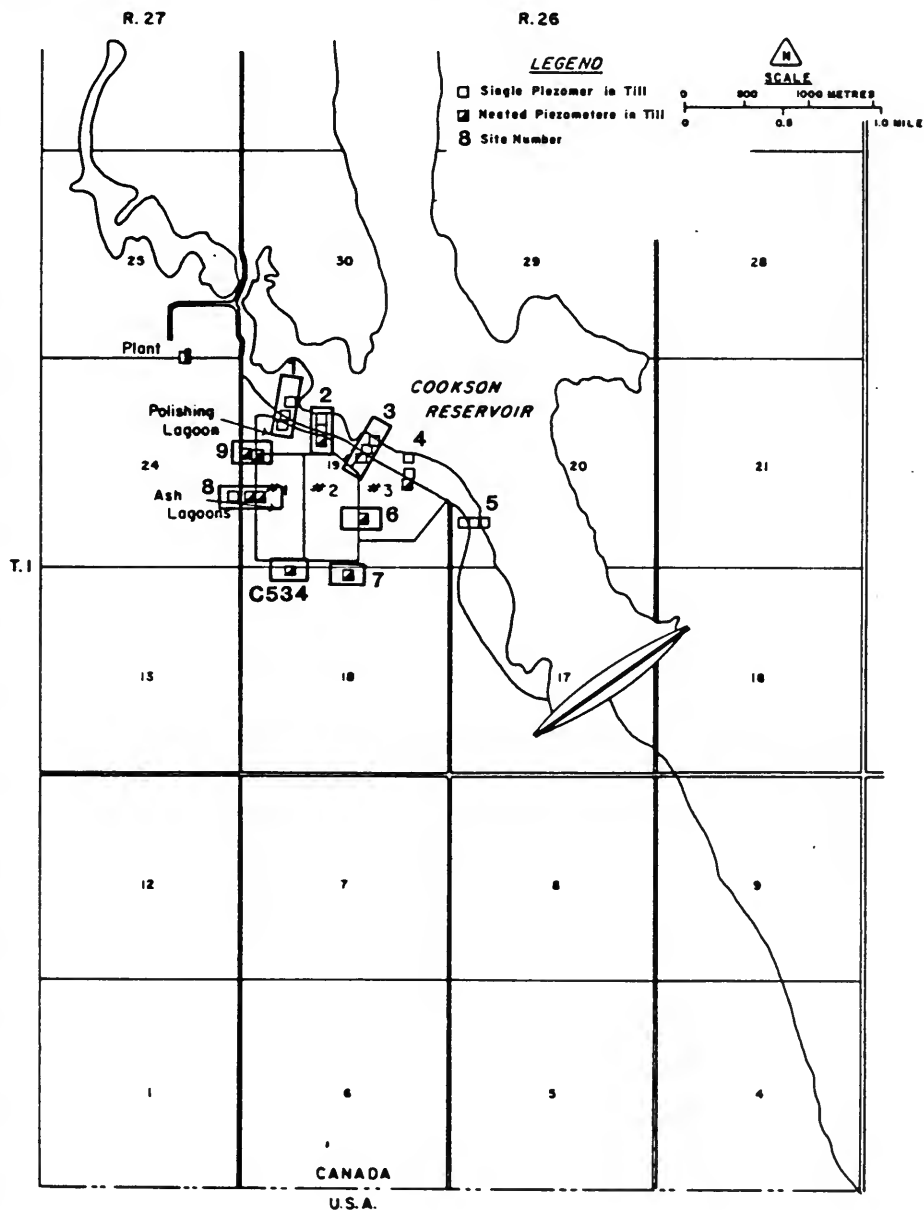 R. 27
R. 26
LEGEND
Single Piezomer in Till
Nested Piezometers in Till
8 Site Number
N
SCALE
0 500 1000 METRES
0 0.5 1.0 MILE
25
30
29
28
Plant
1
COOKSON
RESERVOIR
2
3
Polishing
Lagoon
4
9
24
19
20
21
8
#1
#2
#3
5
Ash
Lagoons
6
T. I
C534
7
13
18
17
16
12
7
8
9
1
6
5
4
CANADA
U.S.A.